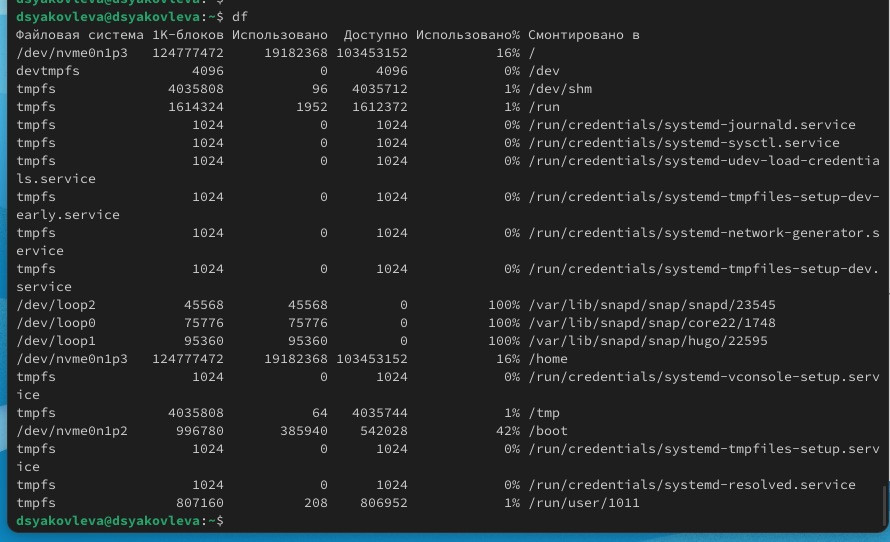 dsyakovleva@dsyakovleva:~$ df
Файловая система 1K-блоков Использовано  Доступно Использовано% Смонтировано в
/dev/nvme0n1p3   124777472     19182368 103453152           16% /
devtmpfs              4096            0      4096            0% /dev
tmpfs              4035808           96   4035712            1% /dev/shm
tmpfs              1614324         1952   1612372            1% /run
tmpfs                 1024            0      1024            0% /run/credentials/systemd-journald.service
tmpfs                 1024            0      1024            0% /run/credentials/systemd-sysctl.service
tmpfs                 1024            0      1024            0% /run/credentials/systemd-udev-load-credentia
ls.service
tmpfs                 1024            0      1024            0% /run/credentials/systemd-tmpfiles-setup-dev-
early.service
tmpfs                 1024            0      1024            0% /run/credentials/systemd-network-generator.s
ervice
tmpfs                 1024            0      1024            0% /run/credentials/systemd-tmpfiles-setup-dev.
service
/dev/loop2           45568        45568         0          100% /var/lib/snapd/snap/snapd/23545
/dev/loop0           75776        75776         0          100% /var/lib/snapd/snap/core22/1748
/dev/loop1           95360        95360         0          100% /var/lib/snapd/snap/hugo/22595
/dev/nvme0n1p3   124777472     19182368 103453152           16% /home
tmpfs                 1024            0      1024            0% /run/credentials/systemd-vconsole-setup.serv
ice
tmpfs              4035808           64   4035744            1% /tmp
/dev/nvme0n1p2      996780       385940    542028           42% /boot
tmpfs                 1024            0      1024            0% /run/credentials/systemd-tmpfiles-setup.serv
ice
tmpfs                 1024            0      1024            0% /run/credentials/systemd-resolved.service
tmpfs               807160          208    806952            1% /run/user/1011
dsyakovleva@dsyakovleva:~$